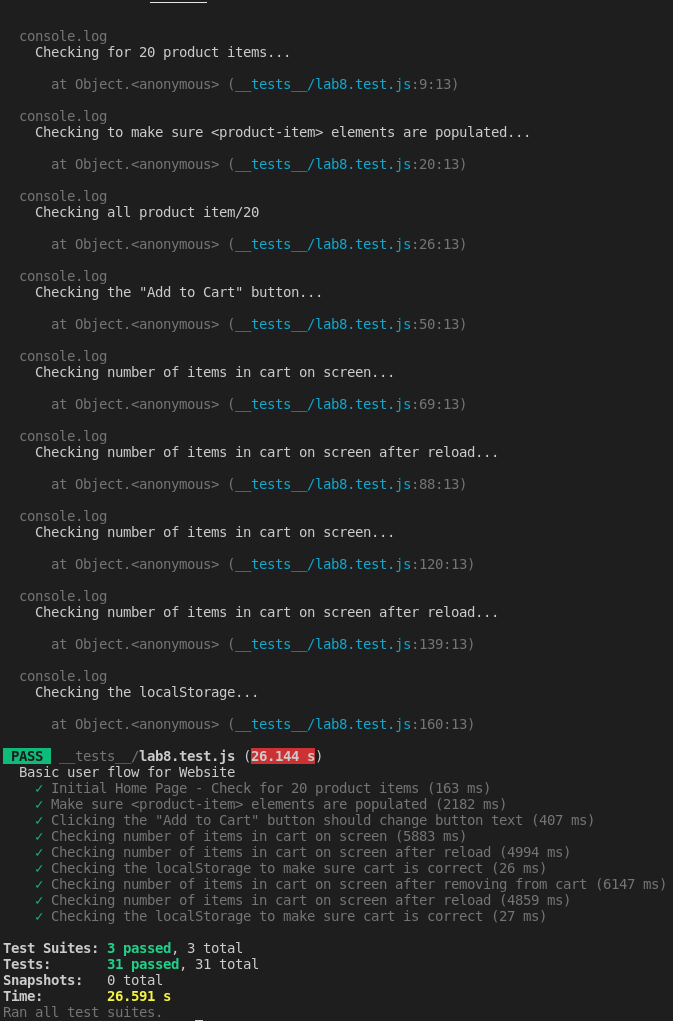 console.log
Checking for 20 product items...
at Object.<anonymous> (__tests__/lab8.test.js:9:13)
console.log
Checking to make sure <product-item> elements are populated...
at Object.<anonymous> (__tests__/lab8.test.js:20:13)
console.log
Checking all product item/20
at Object.<anonymous> (__tests__/lab8.test.js:26:13)
console.log
Checking the "Add to Cart" button...
at Object.<anonymous> (__tests__/lab8.test.js:50:13)
console.log
Checking number of items in cart on screen...
at Object.<anonymous> (__tests__/lab8.test.js:69:13)
console.log
Checking number of items in cart on screen after reload...
at Object.<anonymous> (__tests__/lab8.test.js:88:13)
console.log
Checking number of items in cart on screen...
at Object.<anonymous> (__tests__/lab8.test.js:120:13)
console.log
Checking number of items in cart on screen after reload...
at Object.<anonymous> (__tests__/lab8.test.js:139:13)
console.log
Checking the localStorage...
at Object.<anonymous> (__tests__/lab8.test.js:160:13)
PASS __tests__/lab8.test.js (26.144 s)
Basic user flow for Website
✓ Initial Home Page - Check for 20 product items (163 ms)
✓ Make sure <product-item> elements are populated (2182 ms)
✓ Clicking the "Add to Cart" button should change button text (407 ms)
✓ Checking number of items in cart on screen (5883 ms)
✓ Checking number of items in cart on screen after reload (4994 ms)
✓ Checking the localStorage to make sure cart is correct (26 ms)
✓ Checking number of items in cart on screen after removing from cart (6147 ms)
✓ Checking number of items in cart on screen after reload (4859 ms)
✓ Checking the localStorage to make sure cart is correct (27 ms)
Test Suites: 3 passed, 3 total
Tests: 31 passed, 31 total
Snapshots: 0 total
Time: 26.591 s
Ran all test suites.